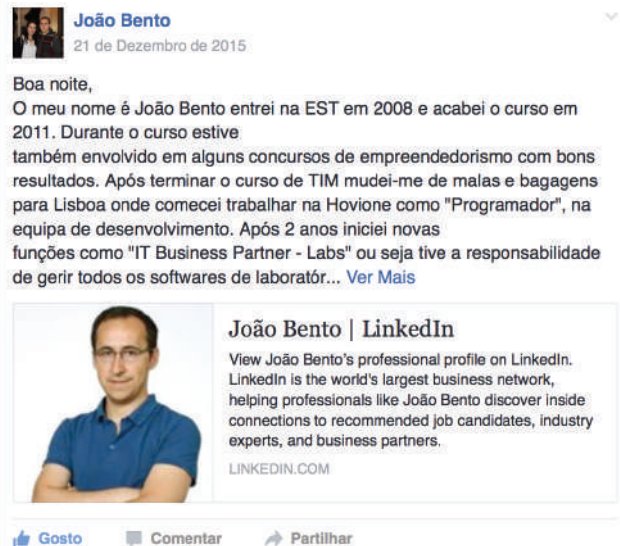 João Bento
21 de Dezembro de 2015
Boa noite,
O meu nome é João Bento entrei na EST em 2008 e acabei o curso em
2011. Durante o curso estive
também envolvido em alguns concursos de empreendedorismo com bons
resultados. Após terminar o curso de TIM mudei-me de malas e bagagens
para Lisboa onde comecei trabalhar na Hovione como "Programador", na
equipa de desenvolvimento. Após 2 anos iniciei novas
funções como "IT Business Partner - Labs" ou seja tive a responsabilidade
de gerir todos os softwares de laboratór... Ver Mais
João Bento | LinkedIn
View João Bento's professional profile on LinkedIn.
LinkedIn is the world's largest business network,
helping professionals like João Bento discover inside
connections to recommended job candidates, industry
experts, and business partners.
LINKEDIN.COM
Gosto Comentar Partilhar